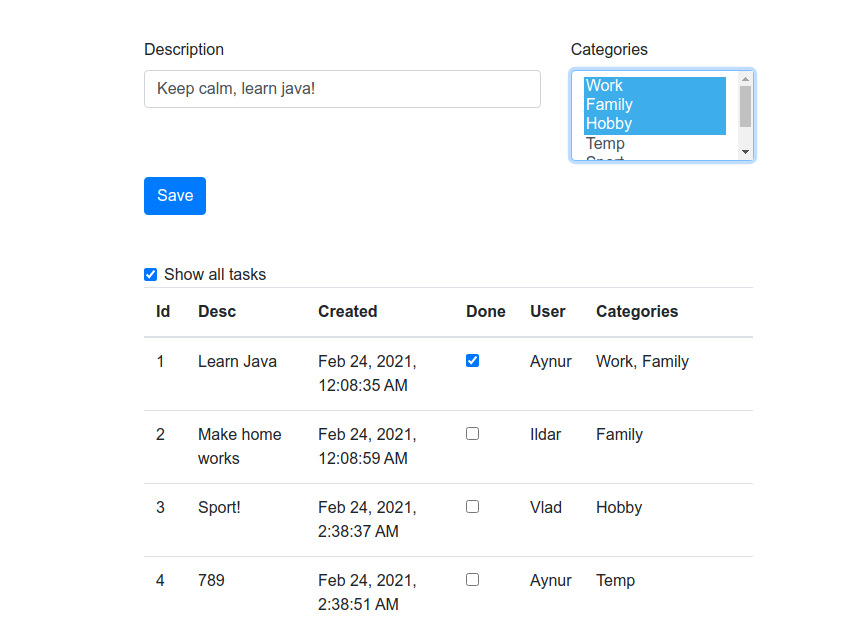 Description
Categories
Keep calm, learn java!
Work
Family
Hobby
Temp
Sport
Save
Show all tasks
Id Desc Created Done User Categories
1 Learn Java Feb 24, 2021, Aynur Work, Family
12:08:35 AM
2 Make home Feb 24, 2021, Ildar Family
works 12:08:59 AM
3 Sport! Feb 24, 2021, Vlad Hobby
2:38:37 AM
4 789 Feb 24, 2021, Aynur Temp
2:38:51 AM